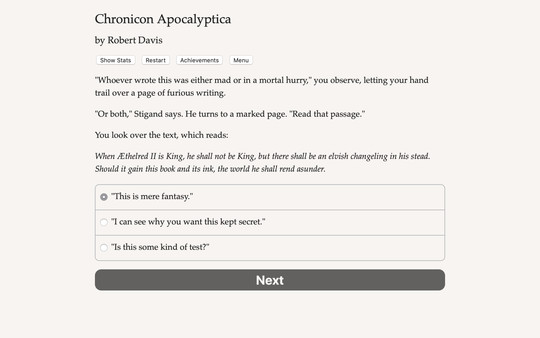 Chronicon Apocalyptica
by Robert Davis
Show Stats Restart Achievements Menu
"Whoever wrote this was either mad or in a mortal hurry," you observe, letting your hand
trail over a page of furious writing.
"Or both," Stigand says. He turns to a marked page. "Read that passage."
You look over the text, which reads:
When Æthelred II is King, he shall not be King, but there shall be an elvish changeling in his stead.
Should it gain this book and its ink, the world he shall rend asunder.
"This is mere fantasy."
"I can see why you want this kept secret."
"Is this some kind of test?"
Next